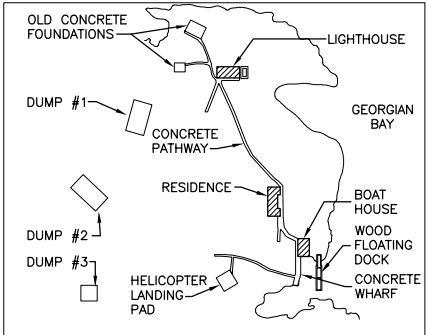 OLD CONCRETE
FOUNDATIONS
LIGHTHOUSE
DUMP #1
GEORGIAN
BAY
CONCRETE
PATHWAY
RESIDENCE
BOAT
HOUSE
WOOD
FLOATING
DOCK
DUMP #2
DUMP #3
HELICOPTER
LANDING
PAD
CONCRETE
WHARF